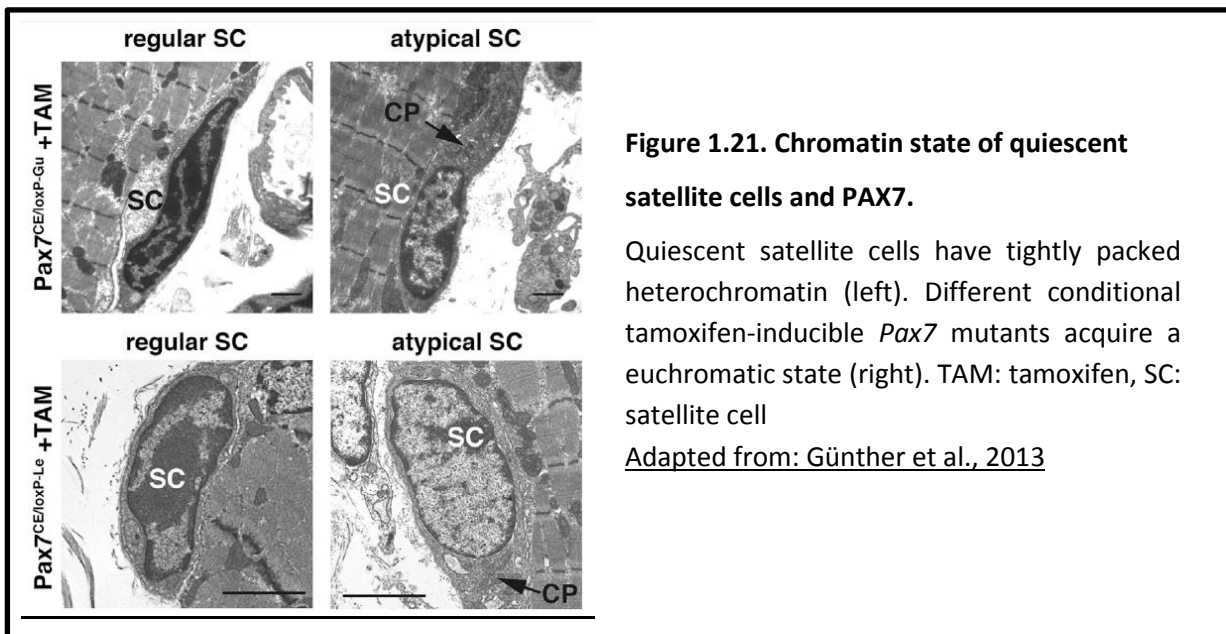 regular SC
atypical SC
Pax7CE/loxP-Gu +TAM
SC
CP
SC
regular SC
atypical SC
Pax7CE/loxP-Le +TAM
SC
SC
CP
Figure 1.21. Chromatin state of quiescent
satellite cells and PAX7.
Quiescent satellite cells have tightly packed
heterochromatin (left). Different conditional
tamoxifen-inducible Pax7 mutants acquire a
euchromatic state (right). TAM: tamoxifen, SC:
satellite cell
Adapted from: Günther et al., 2013